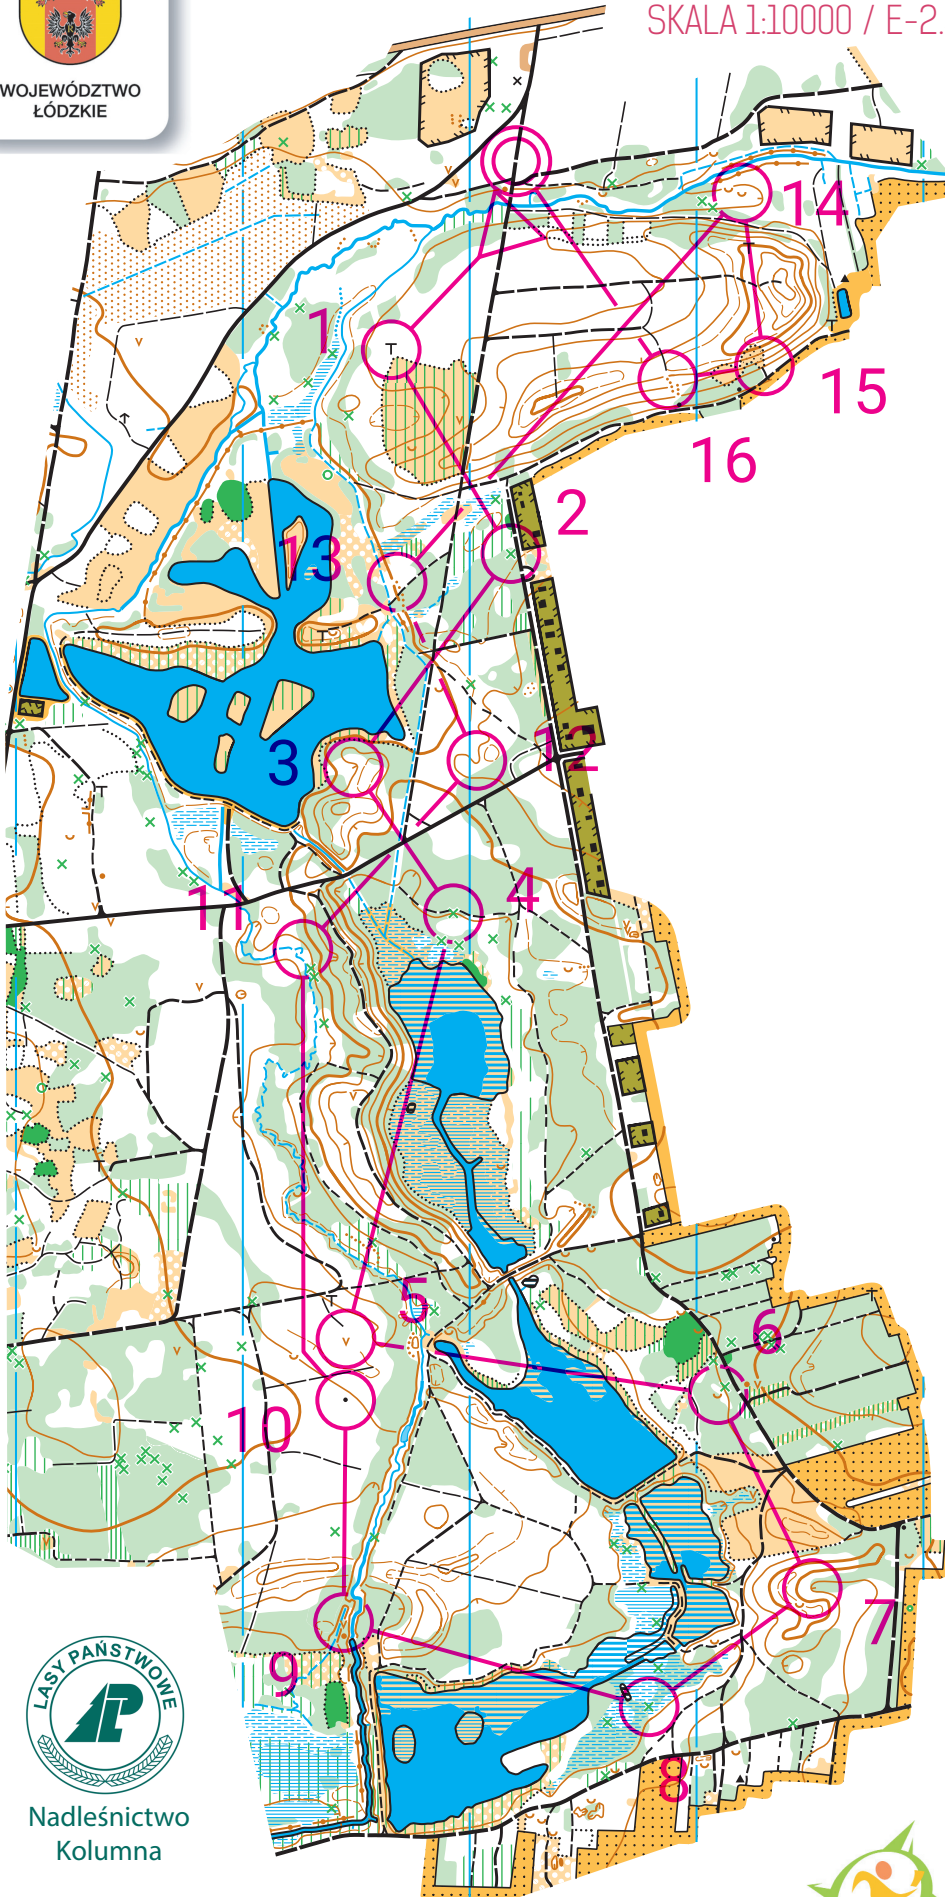 SKALA 1:10000 / E-2.
WOJEWÓDZTWO
ŁÓDZKIE
14
1
15
16
2
13
12
3
4
11
5
6
10
7
9
8
LASY PAŃSTWOWE
LP
Nadleśnictwo
Kolumna